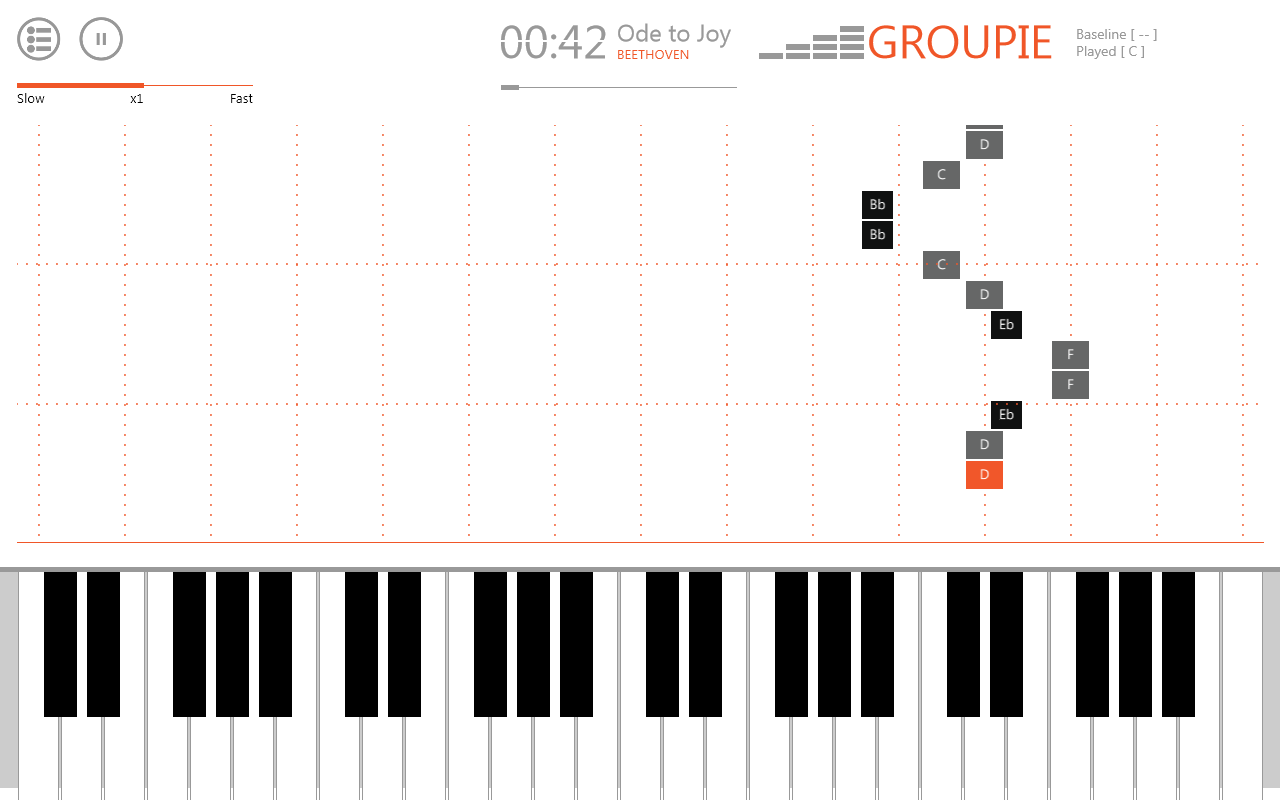 00:42
Ode to Joy
BEETHOVEN
GROUPIE
Baseline [ -- ]
Played [ C ]
Slow x1 Fast
D
C
Bb
Bb
C
D
Eb
F
F
Eb
D
D